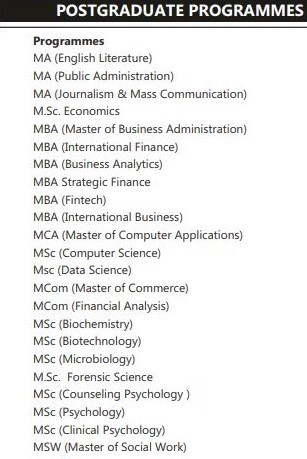 POSTGRADUATE PROGRAMMES
Programmes
MA (English Literature)
MA (Public Administration)
MA (Journalism & Mass Communication)
M.Sc. Economics
MBA (Master of Business Administration)
MBA (International Finance)
MBA (Business Analytics)
MBA Strategic Finance
MBA (Fintech)
MBA (International Business)
MCA (Master of Computer Applications)
MSc (Computer Science)
Msc (Data Science)
MCom (Master of Commerce)
MCom (Financial Analysis)
MSc (Biochemistry)
MSc (Biotechnology)
MSc (Microbiology)
M.Sc.  Forensic Science
MSc (Counseling Psychology )
MSc (Psychology)
MSc (Clinical Psychology)
MSW (Master of Social Work)